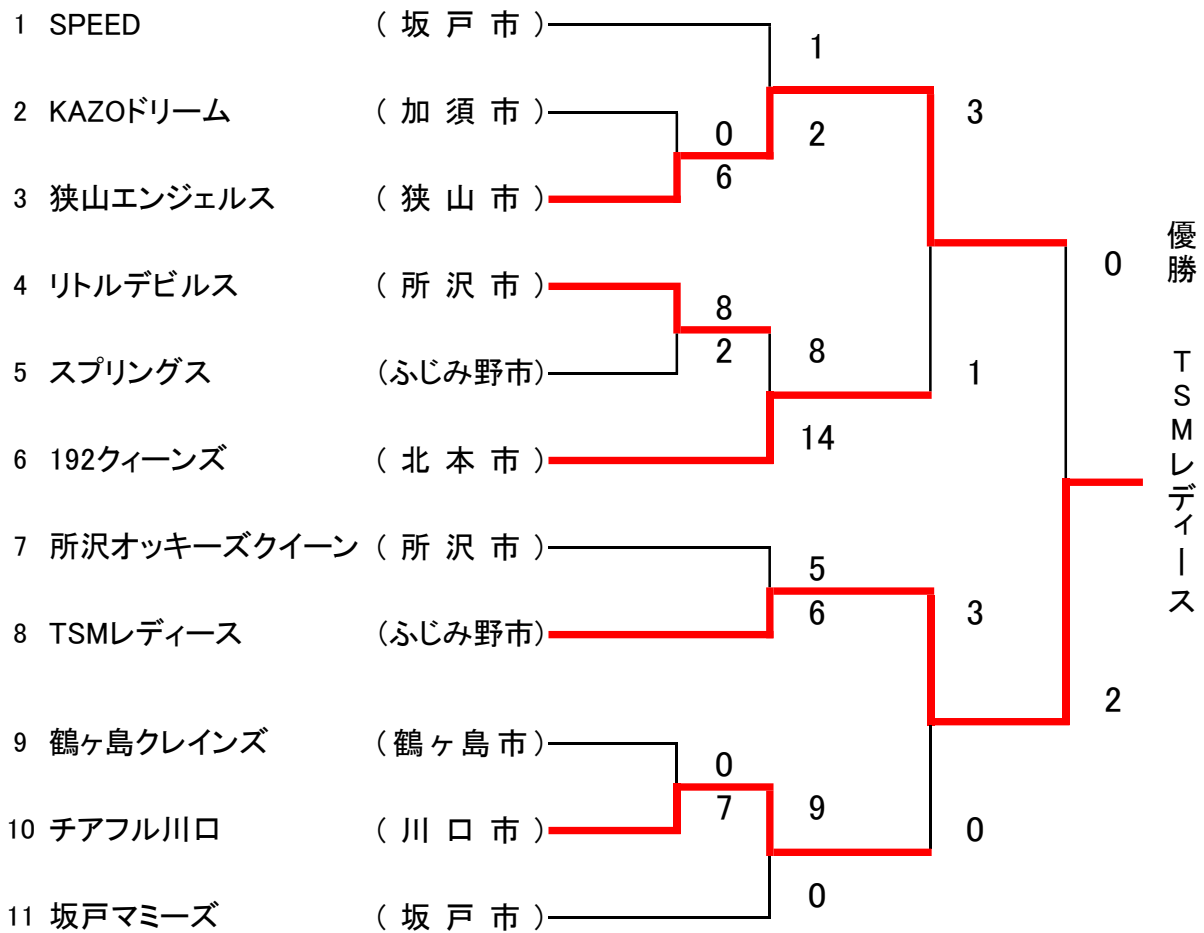 1 SPEED (坂戸市)
1
2 KAZOドリーム (加須市)
3
0
2
6
3 狭山エンジェルス (狭山市)
優勝 TSMレディース
0
4 リトルデビルス (所沢市)
8
2
8
5 スプリングス (ふじみ野市)
1
14
6 192クィーンズ (北本市)
7 所沢オッキーズクイーン (所沢市)
5
6
3
8 TSMレディース (ふじみ野市)
2
9 鶴ヶ島クレインズ (鶴ヶ島市)
0
7
9
10 チアフル川口 (川口市)
0
0
11 坂戸マミーズ (坂戸市)